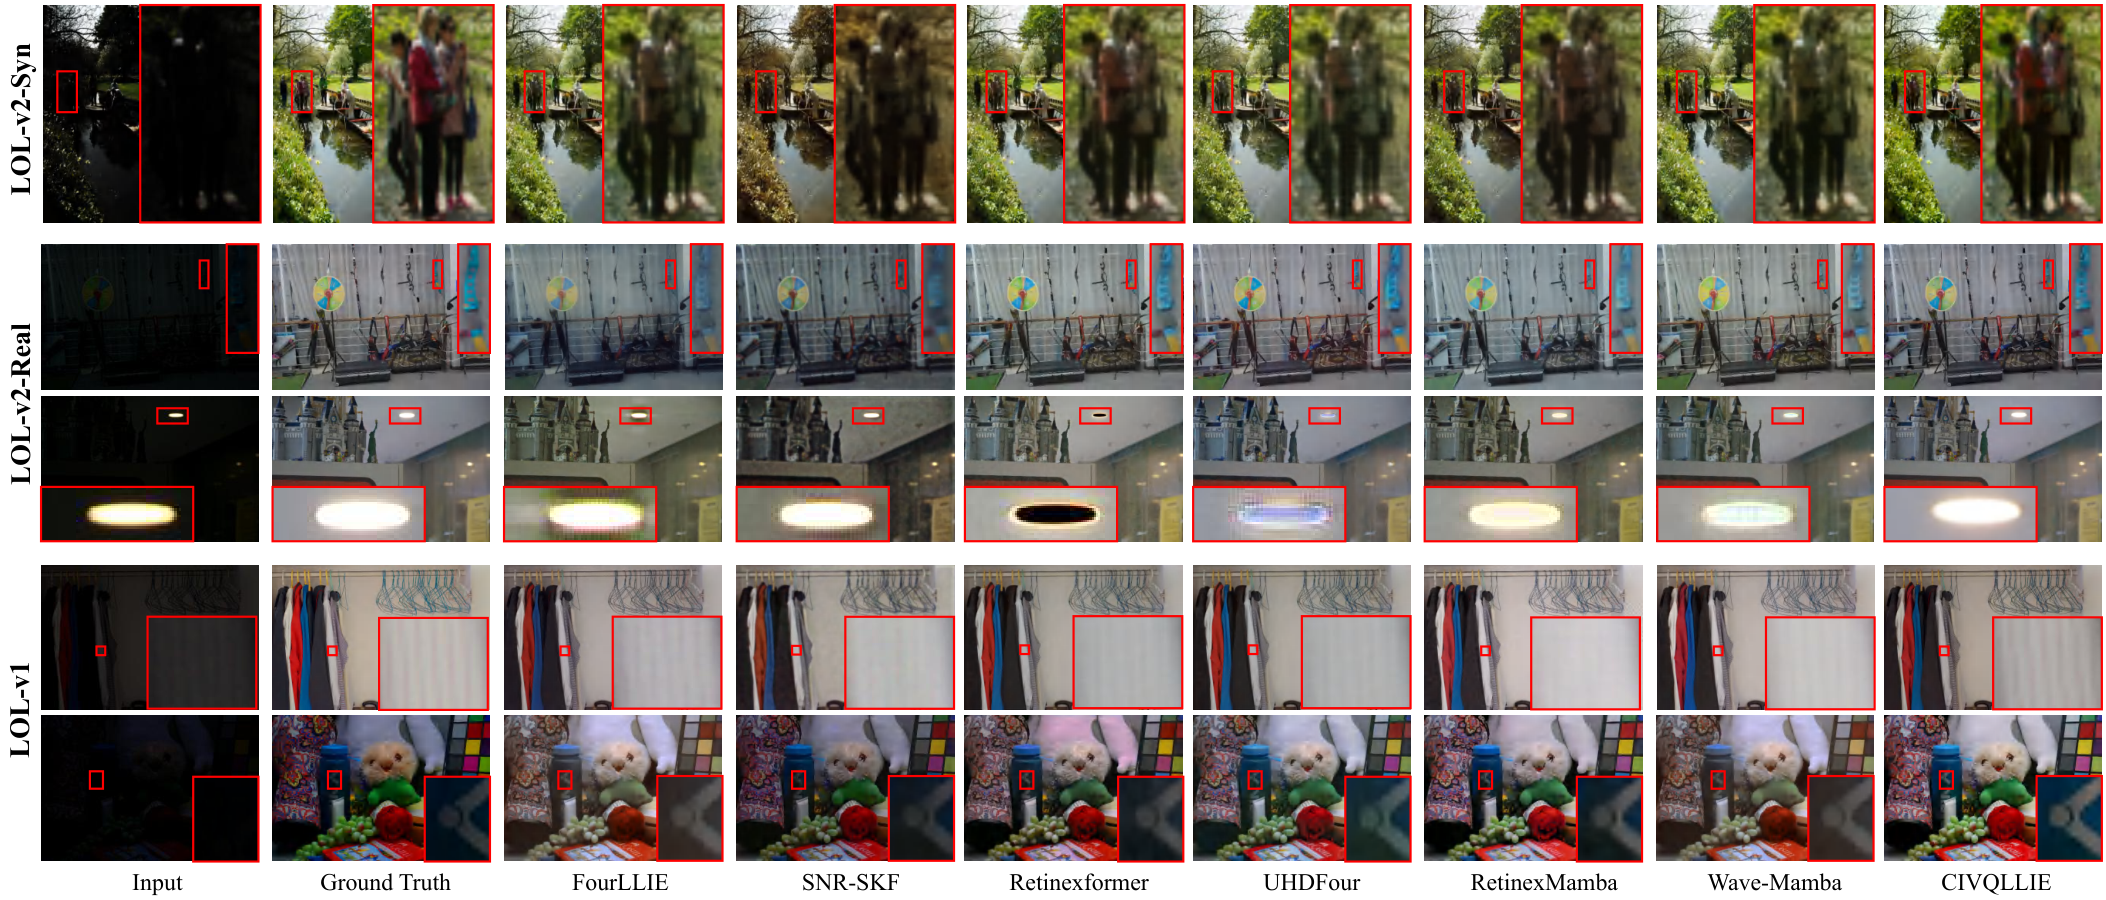 LOL-v2-Syn
LOL-v2-Real
LOL-v1
Input
Ground Truth
FourLLIE
SNR-SKF
Retinexformer
UHDFour
RetinexMamba
Wave-Mamba
CIVQLLIE